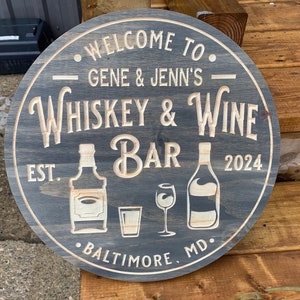 • WELCOME TO •
GENE & JENN'S
WHISKEY & WINE
BAR
EST. 2024
• BALTIMORE, MD •